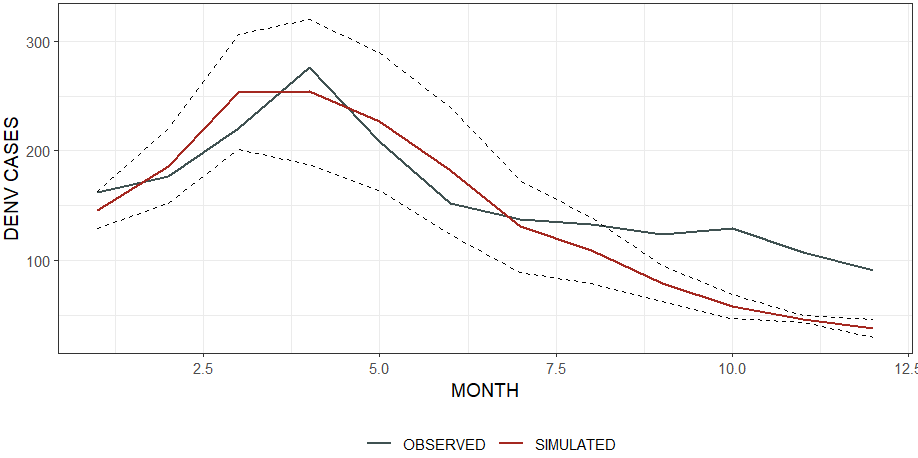 DENV CASES
300
200
100
2.5
5.0
7.5
10.0
12.5
MONTH
OBSERVED
SIMULATED